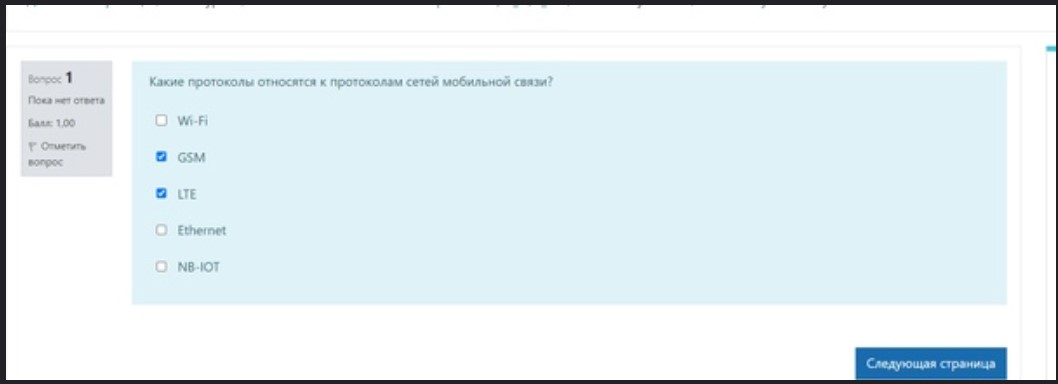 Вопрос 1
Пока нет ответа
Балл: 1,00
Отметить
вопрос
Какие протоколы относятся к протоколам сетей мобильной связи?
Wi-Fi
GSM
LTE
Ethernet
NB-IOT
Следующая страница